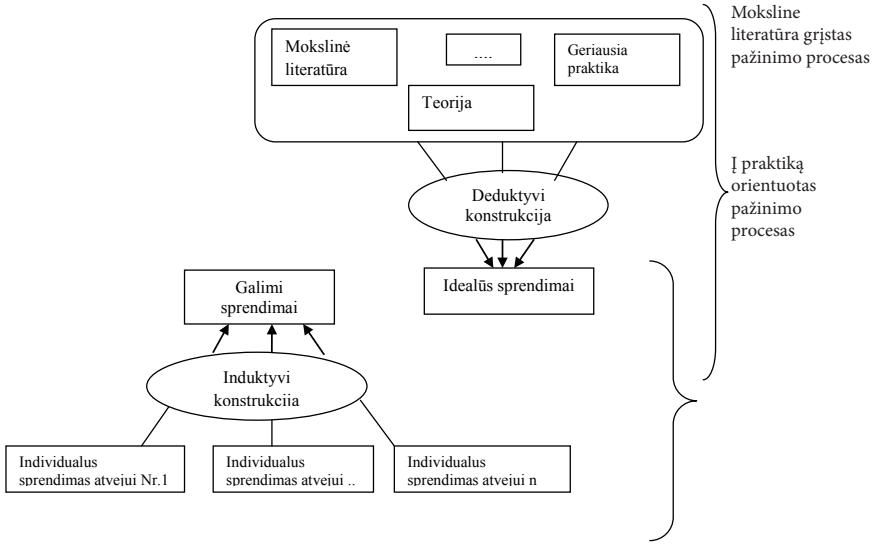 Mokslinė
literatūra
....
Geriausia
praktika
Teorija
Moksline
literatūra grįstas
pažinimo procesas
Į praktiką
orientuotas
pažinimo
procesas
Deduktyvi
konstrukcija
Idealūs sprendimai
Galimi
sprendimai
Induktyvi
konstrukcija
Individualus
sprendimas atvejui Nr.1
Individualus
sprendimas atvejui ..
Individualus
sprendimas atvejui n